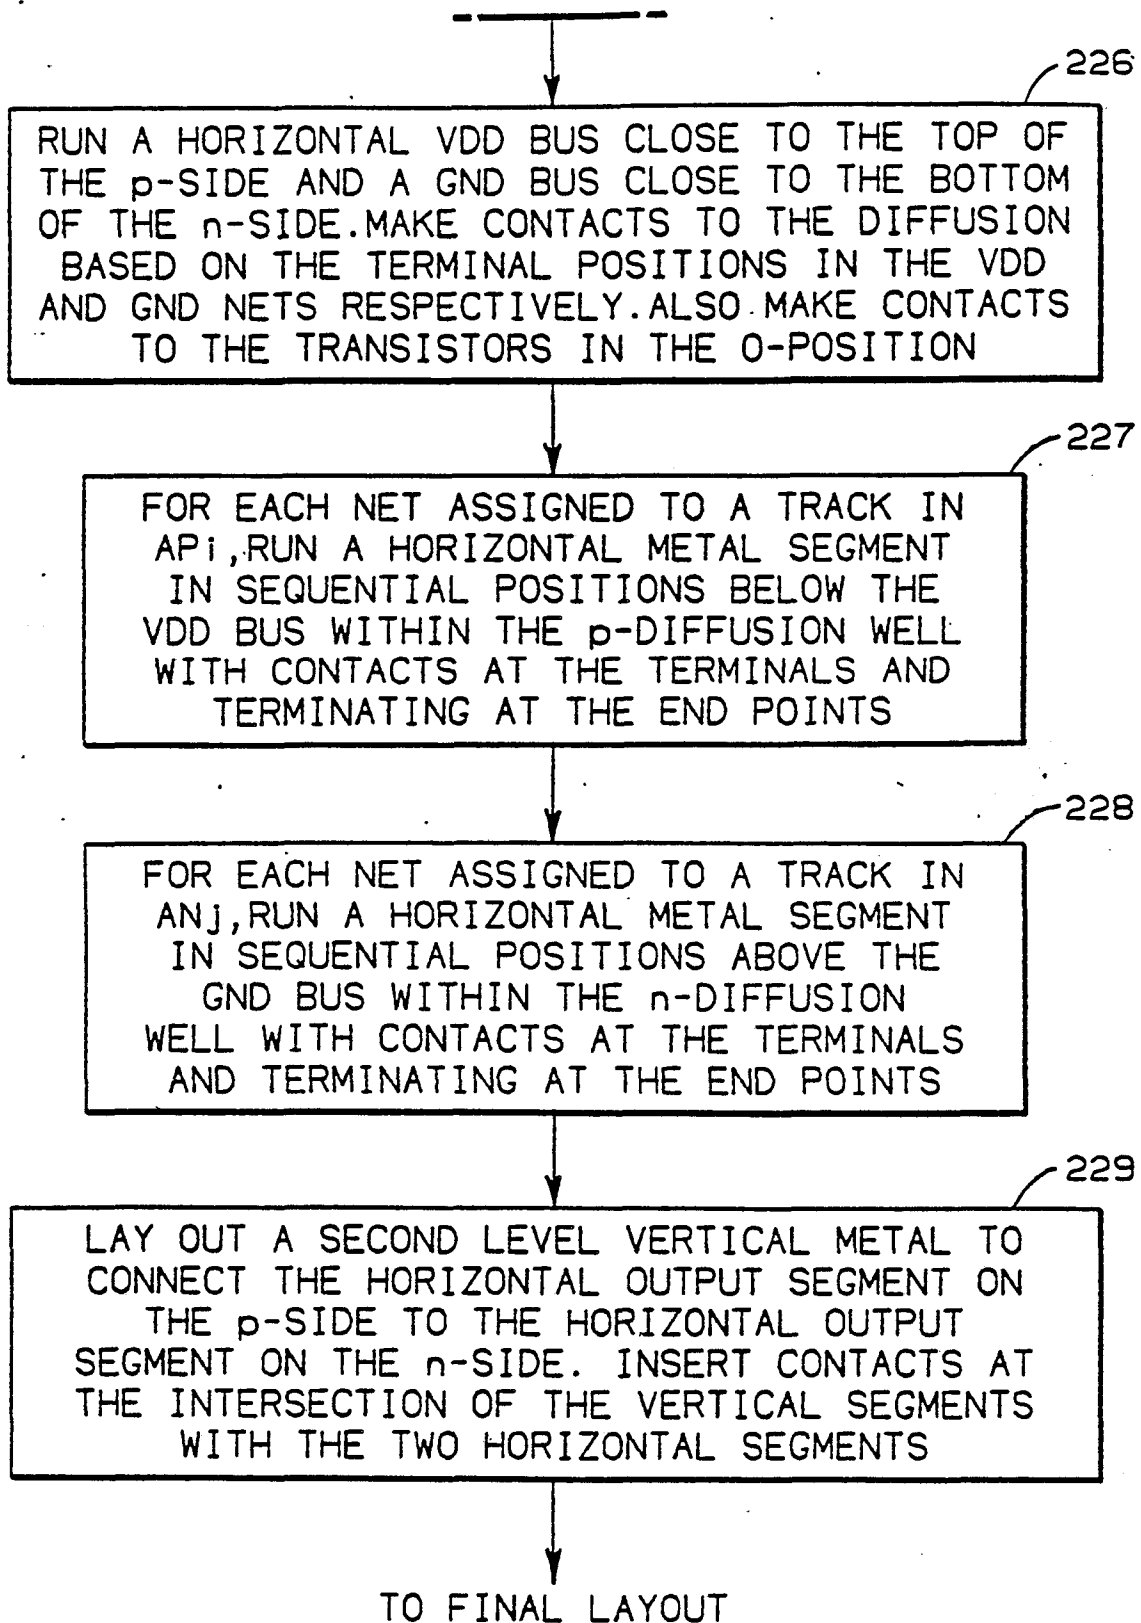 226
RUN A HORIZONTAL VDD BUS CLOSE TO THE TOP OF
THE p-SIDE AND A GND BUS CLOSE TO THE BOTTOM
OF THE n-SIDE.MAKE CONTACTS TO THE DIFFUSION
BASED ON THE TERMINAL POSITIONS IN THE VDD
AND GND NETS RESPECTIVELY.ALSO MAKE CONTACTS
TO THE TRANSISTORS IN THE O-POSITION
227
FOR EACH NET ASSIGNED TO A TRACK IN
APi,RUN A HORIZONTAL METAL SEGMENT
IN SEQUENTIAL POSITIONS BELOW THE
VDD BUS WITHIN THE p-DIFFUSION WELL
WITH CONTACTS AT THE TERMINALS AND
TERMINATING AT THE END POINTS
228
FOR EACH NET ASSIGNED TO A TRACK IN
ANj,RUN A HORIZONTAL METAL SEGMENT
IN SEQUENTIAL POSITIONS ABOVE THE
GND BUS WITHIN THE n-DIFFUSION
WELL WITH CONTACTS AT THE TERMINALS
AND TERMINATING AT THE END POINTS
229
LAY OUT A SECOND LEVEL VERTICAL METAL TO
CONNECT THE HORIZONTAL OUTPUT SEGMENT ON
THE p-SIDE TO THE HORIZONTAL OUTPUT
SEGMENT ON THE n-SIDE. INSERT CONTACTS AT
THE INTERSECTION OF THE VERTICAL SEGMENTS
WITH THE TWO HORIZONTAL SEGMENTS
TO FINAL LAYOUT